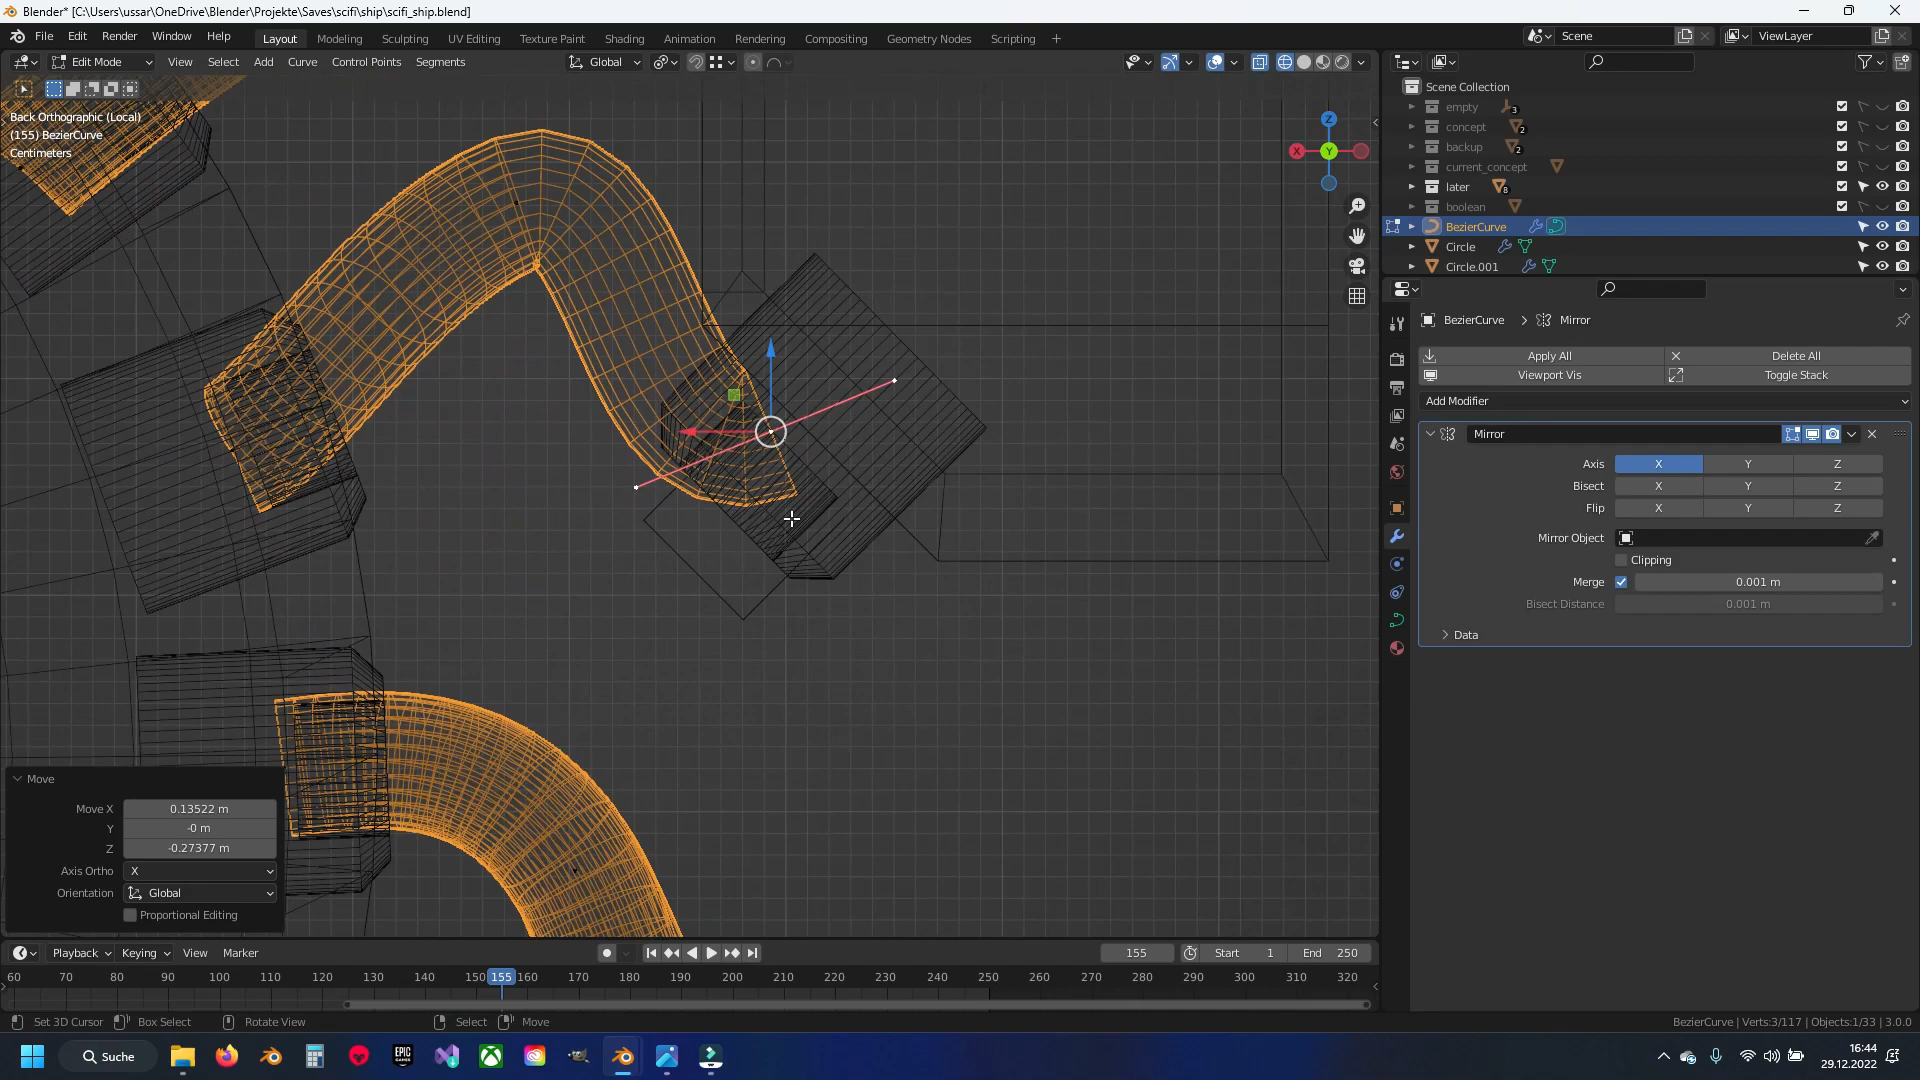 Blender* [C:\Users\ussar\OneDrive\Blender\Projekte\Saves\scifi\ship\scifi_ship.blend]
File Edit Render Window Help Layout Modeling Sculpting UV Editing Texture Paint Shading Animation Rendering Compositing Geometry Nodes Scripting + Scene ViewLayer
Edit Mode View Select Add Curve Control Points Segments Global
Back Orthographic (Local)
(155) BezierCurve
Centimeters
Z
X Y
Scene Collection
empty 3
concept 2
backup 2
current_concept
later 8
boolean
BezierCurve
Circle
Circle.001
BezierCurve > Mirror
Apply All Delete All
Viewport Vis Toggle Stack
Add Modifier
Mirror
Axis X Y Z
Bisect X Y Z
Flip X Y Z
Mirror Object
Clipping
Merge 0.001 m
Bisect Distance 0.001 m
Data
Move
Move X 0.13522 m
Y -0 m
Z -0.27377 m
Axis Ortho X
Orientation Global
Proportional Editing
Playback Keying View Marker 155 Start 1 End 250
60 70 80 90 100 110 120 130 140 150 155 160 170 180 190 200 210 220 230 240 250 260 270 280 290 300 310 320
Set 3D Cursor Box Select Rotate View Select Move BezierCurve | Verts:3/117 | Objects:1/33 | 3.0.0
Suche EPIC GAMES 16:44
29.12.2022